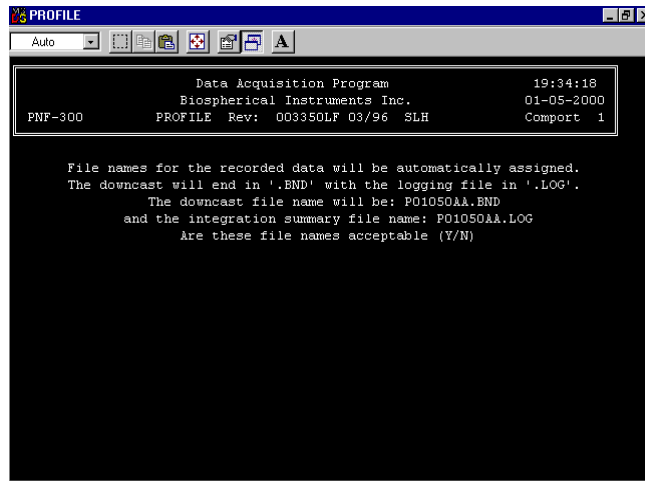 PROFILE
Auto
A
Data Acquisition Program 19:34:18
Biospherical Instruments Inc. 01-05-2000
PNF-300 PROFILE Rev: 003350LF 03/96 SLH Comport 1
File names for the recorded data will be automatically assigned.
The downcast will end in '.BND' with the logging file in '.LOG'.
The downcast file name will be: P01050AA.BND
and the integration summary file name: P01050AA.LOG
Are these file names acceptable (Y/N)